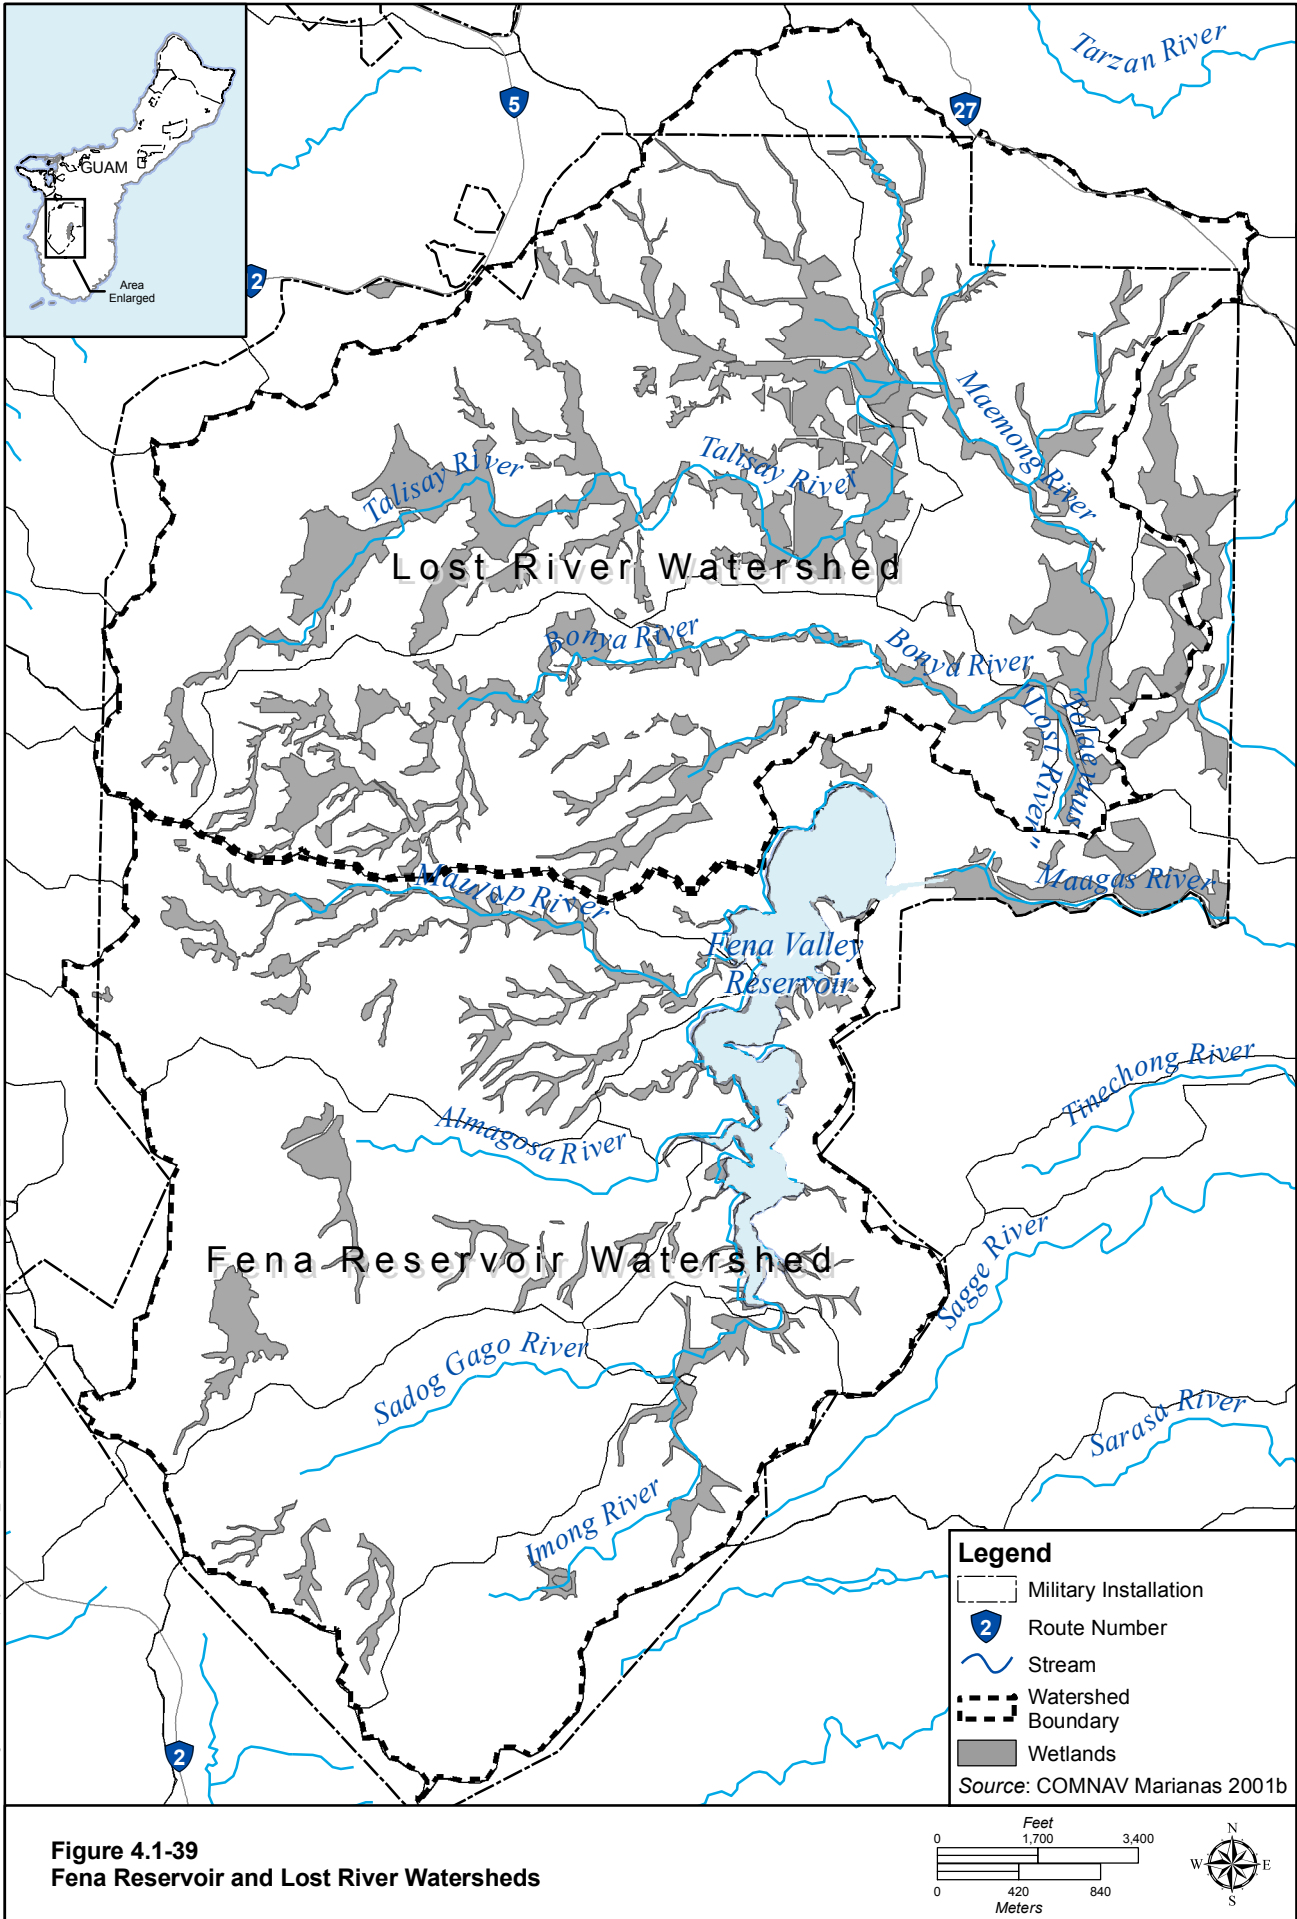 Tarzan River
5
27
GUAM
2
Area
Enlarged
Maemong River
Talisay River
Talisay River
Lost River Watershed
Bonya River
Bonya River
"Lost River"
Tolaeyuus
Maulap River
Maagas River
Fena Valley
Reservoir
Tinechong River
Almagosa River
Sagge River
Fena Reservoir Watershed
Sadog Gago River
Sarasa River
Imong River
2
Legend
Military Installation
2 Route Number
Stream
Watershed
Boundary
Wetlands
Source: COMNAV Marianas 2001b
Figure 4.1-39
Fena Reservoir and Lost River Watersheds
Feet
0 1,700 3,400
0 420 840
Meters
N
W E
S